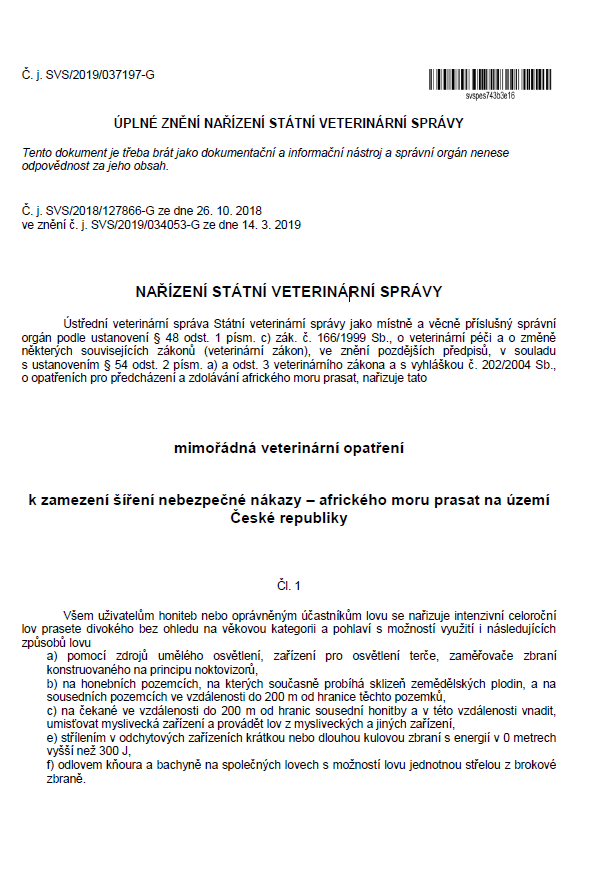 Č. j. SVS/2019/037197-G
svspes743b3e16
ÚPLNÉ ZNĚNÍ NAŘÍZENÍ STÁTNÍ VETERINÁRNÍ SPRÁVY
Tento dokument je třeba brát jako dokumentační a informační nástroj a správní orgán nenese
odpovědnost za jeho obsah.
Č. j. SVS/2018/127866-G ze dne 26. 10. 2018
ve znění č. j. SVS/2019/034053-G ze dne 14. 3. 2019
NAŘÍZENÍ STÁTNÍ VETERINÁRNÍ SPRÁVY
Ústřední veterinární správa Státní veterinární správy jako místně a věcně příslušný správní
orgán podle ustanovení § 48 odst. 1 písm. c) zák. č. 166/1999 Sb., o veterinární péči a o změně
některých souvisejících zákonů (veterinární zákon), ve znění pozdějších předpisů, v souladu
s ustanovením § 54 odst. 2 písm. a) a odst. 3 veterinárního zákona a s vyhláškou č. 202/2004 Sb.,
o opatřeních pro předcházení a zdolávání afrického moru prasat, nařizuje tato
mimořádná veterinární opatření
k zamezení šíření nebezpečné nákazy – afrického moru prasat na území
České republiky
Čl. 1
Všem uživatelům honiteb nebo oprávněným účastníkům lovu se nařizuje intenzivní celoroční
lov prasete divokého bez ohledu na věkovou kategorii a pohlaví s možností využití i následujících
způsobů lovu
a) pomocí zdrojů umělého osvětlení, zařízení pro osvětlení terče, zaměřovače zbraní
konstruovaného na principu noktovizorů,
b) na honebních pozemcích, na kterých současně probíhá sklizeň zemědělských plodin, a na
sousedních pozemcích ve vzdálenosti do 200 m od hranice těchto pozemků,
c) na čekané ve vzdálenosti do 200 m od hranic sousední honitby a v této vzdálenosti vnadit,
umisťovat myslivecká zařízení a provádět lov z mysliveckých a jiných zařízení,
e) střílením v odchytových zařízeních krátkou nebo dlouhou kulovou zbraní s energií v 0 metrech
vyšší než 300 J,
f) odlovem kňoura a bachyně na společných lovech s možností lovu jednotnou střelou z brokové
zbraně.